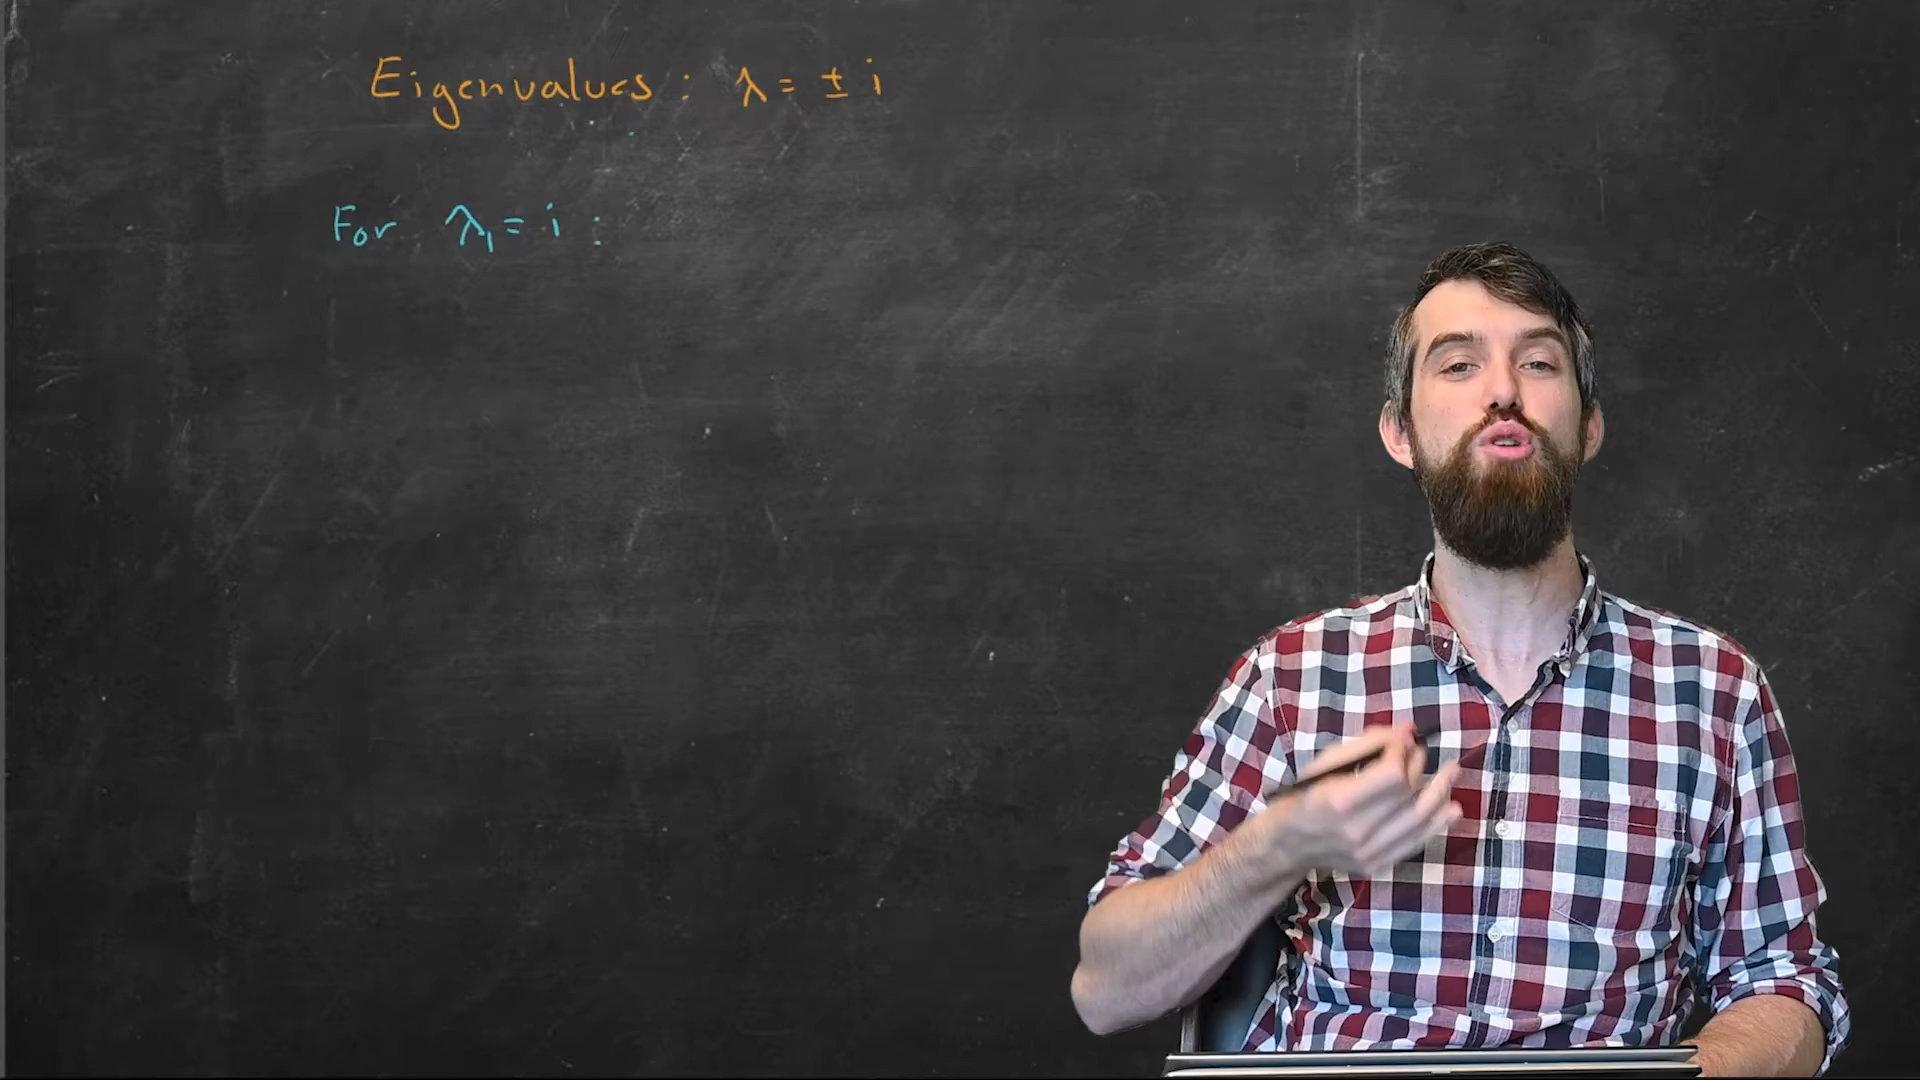 Eigenvalues: λ = ± i
For λ₁ = i :